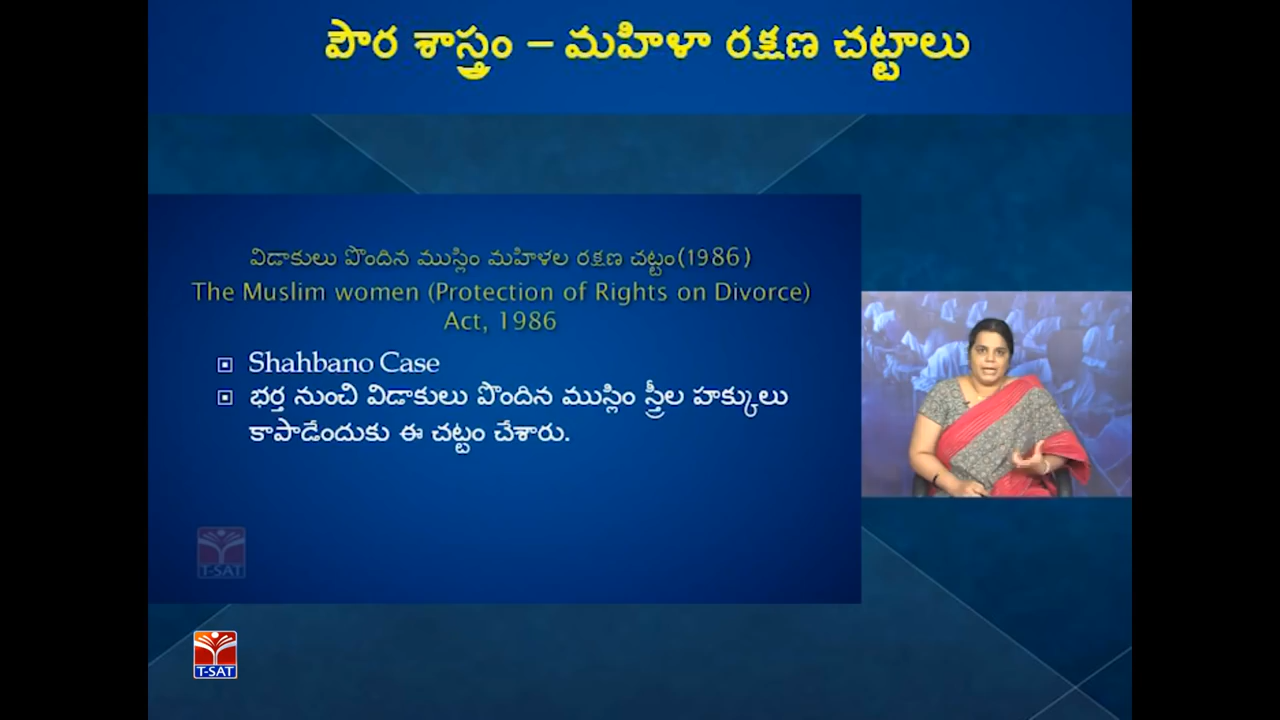 పౌర శాస్త్రం – మహిళా రక్షణ చట్టాలు
విడాకులు పొందిన ముస్లిం మహిళల రక్షణ చట్టం(1986)
The Muslim women (Protection of Rights on Divorce)
Act, 1986
Shahbano Case
భర్త నుంచి విడాకులు పొందిన ముస్లిం స్త్రీల హక్కులు
కాపాడేందుకు ఈ చట్టం చేశారు.
T-SAT
T-SAT